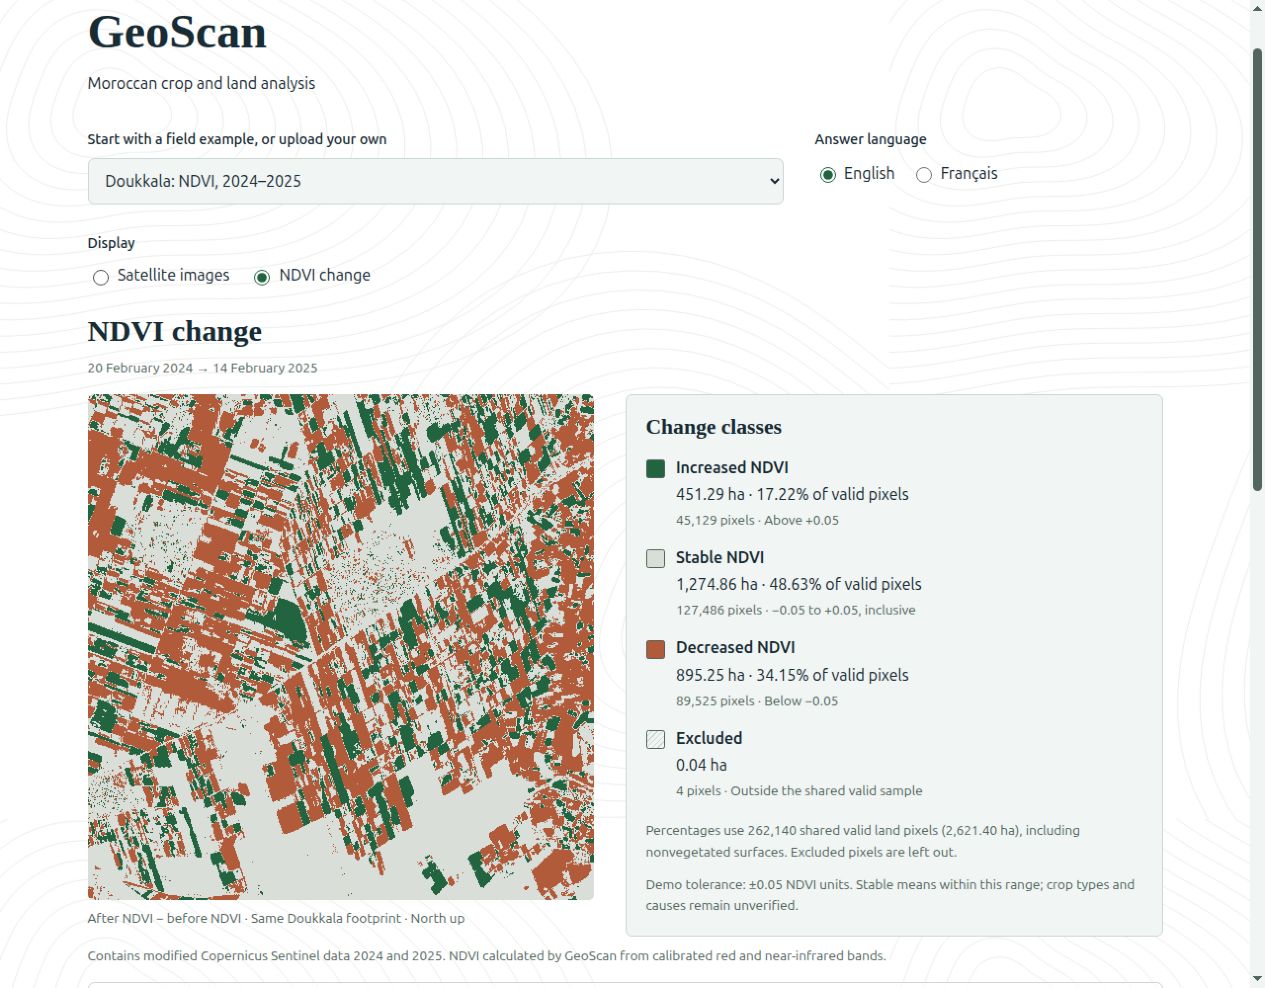 GeoScan
Moroccan crop and land analysis
Start with a field example, or upload your own
Answer language
Doukkala: NDVI, 2024–2025
English
Français
Display
Satellite images
NDVI change
NDVI change
20 February 2024 → 14 February 2025
Change classes
Increased NDVI
451.29 ha · 17.22% of valid pixels
45,129 pixels · Above +0.05
Stable NDVI
1,274.86 ha · 48.63% of valid pixels
127,486 pixels · −0.05 to +0.05, inclusive
Decreased NDVI
895.25 ha · 34.15% of valid pixels
89,525 pixels · Below −0.05
Excluded
0.04 ha
4 pixels · Outside the shared valid sample
Percentages use 262,140 shared valid land pixels (2,621.40 ha), including
nonvegetated surfaces. Excluded pixels are left out.
Demo tolerance: ±0.05 NDVI units. Stable means within this range; crop types and
causes remain unverified.
After NDVI − before NDVI · Same Doukkala footprint · North up
Contains modified Copernicus Sentinel data 2024 and 2025. NDVI calculated by GeoScan from calibrated red and near-infrared bands.